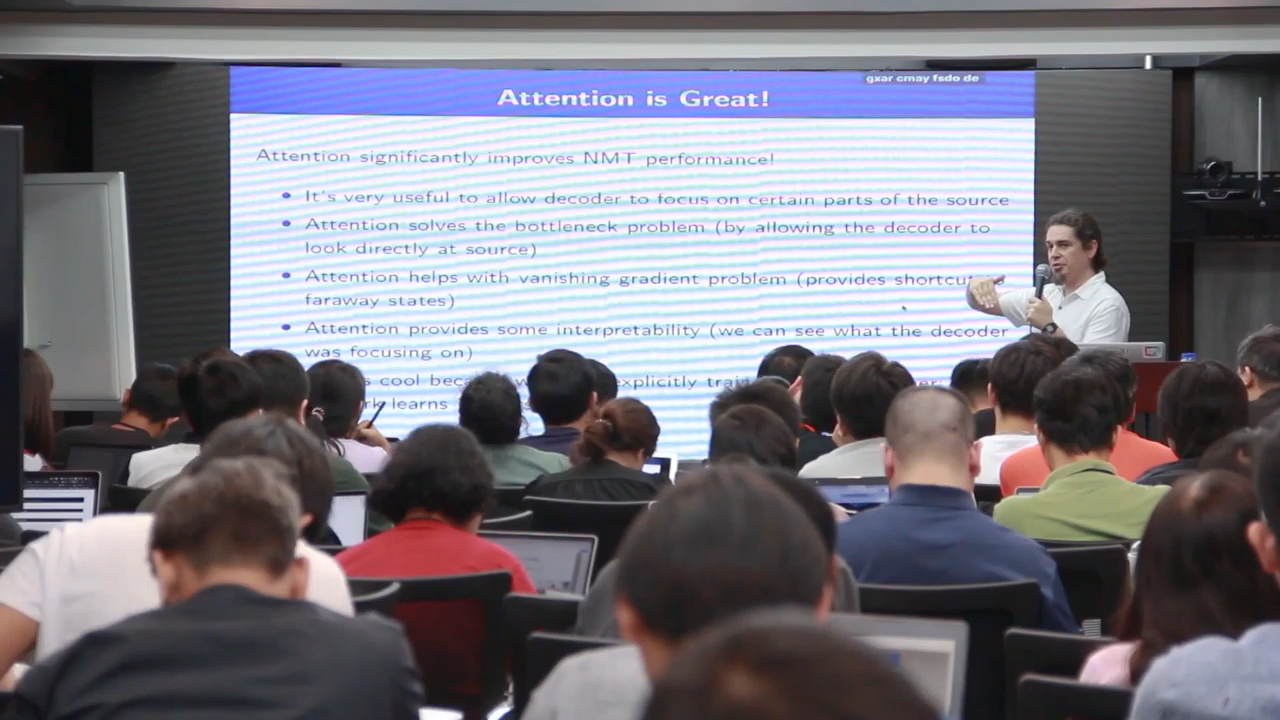 gxar cmay fsdo de
Attention is Great!
Attention significantly improves NMT performance!
• It's very useful to allow decoder to focus on certain parts of the source
• Attention solves the bottleneck problem (by allowing the decoder to
look directly at source)
• Attention helps with vanishing gradient problem (provides
faraway states)
• Attention provides some interpretability (we can see what the decoder
was focusing on)
cool explicitly
learns